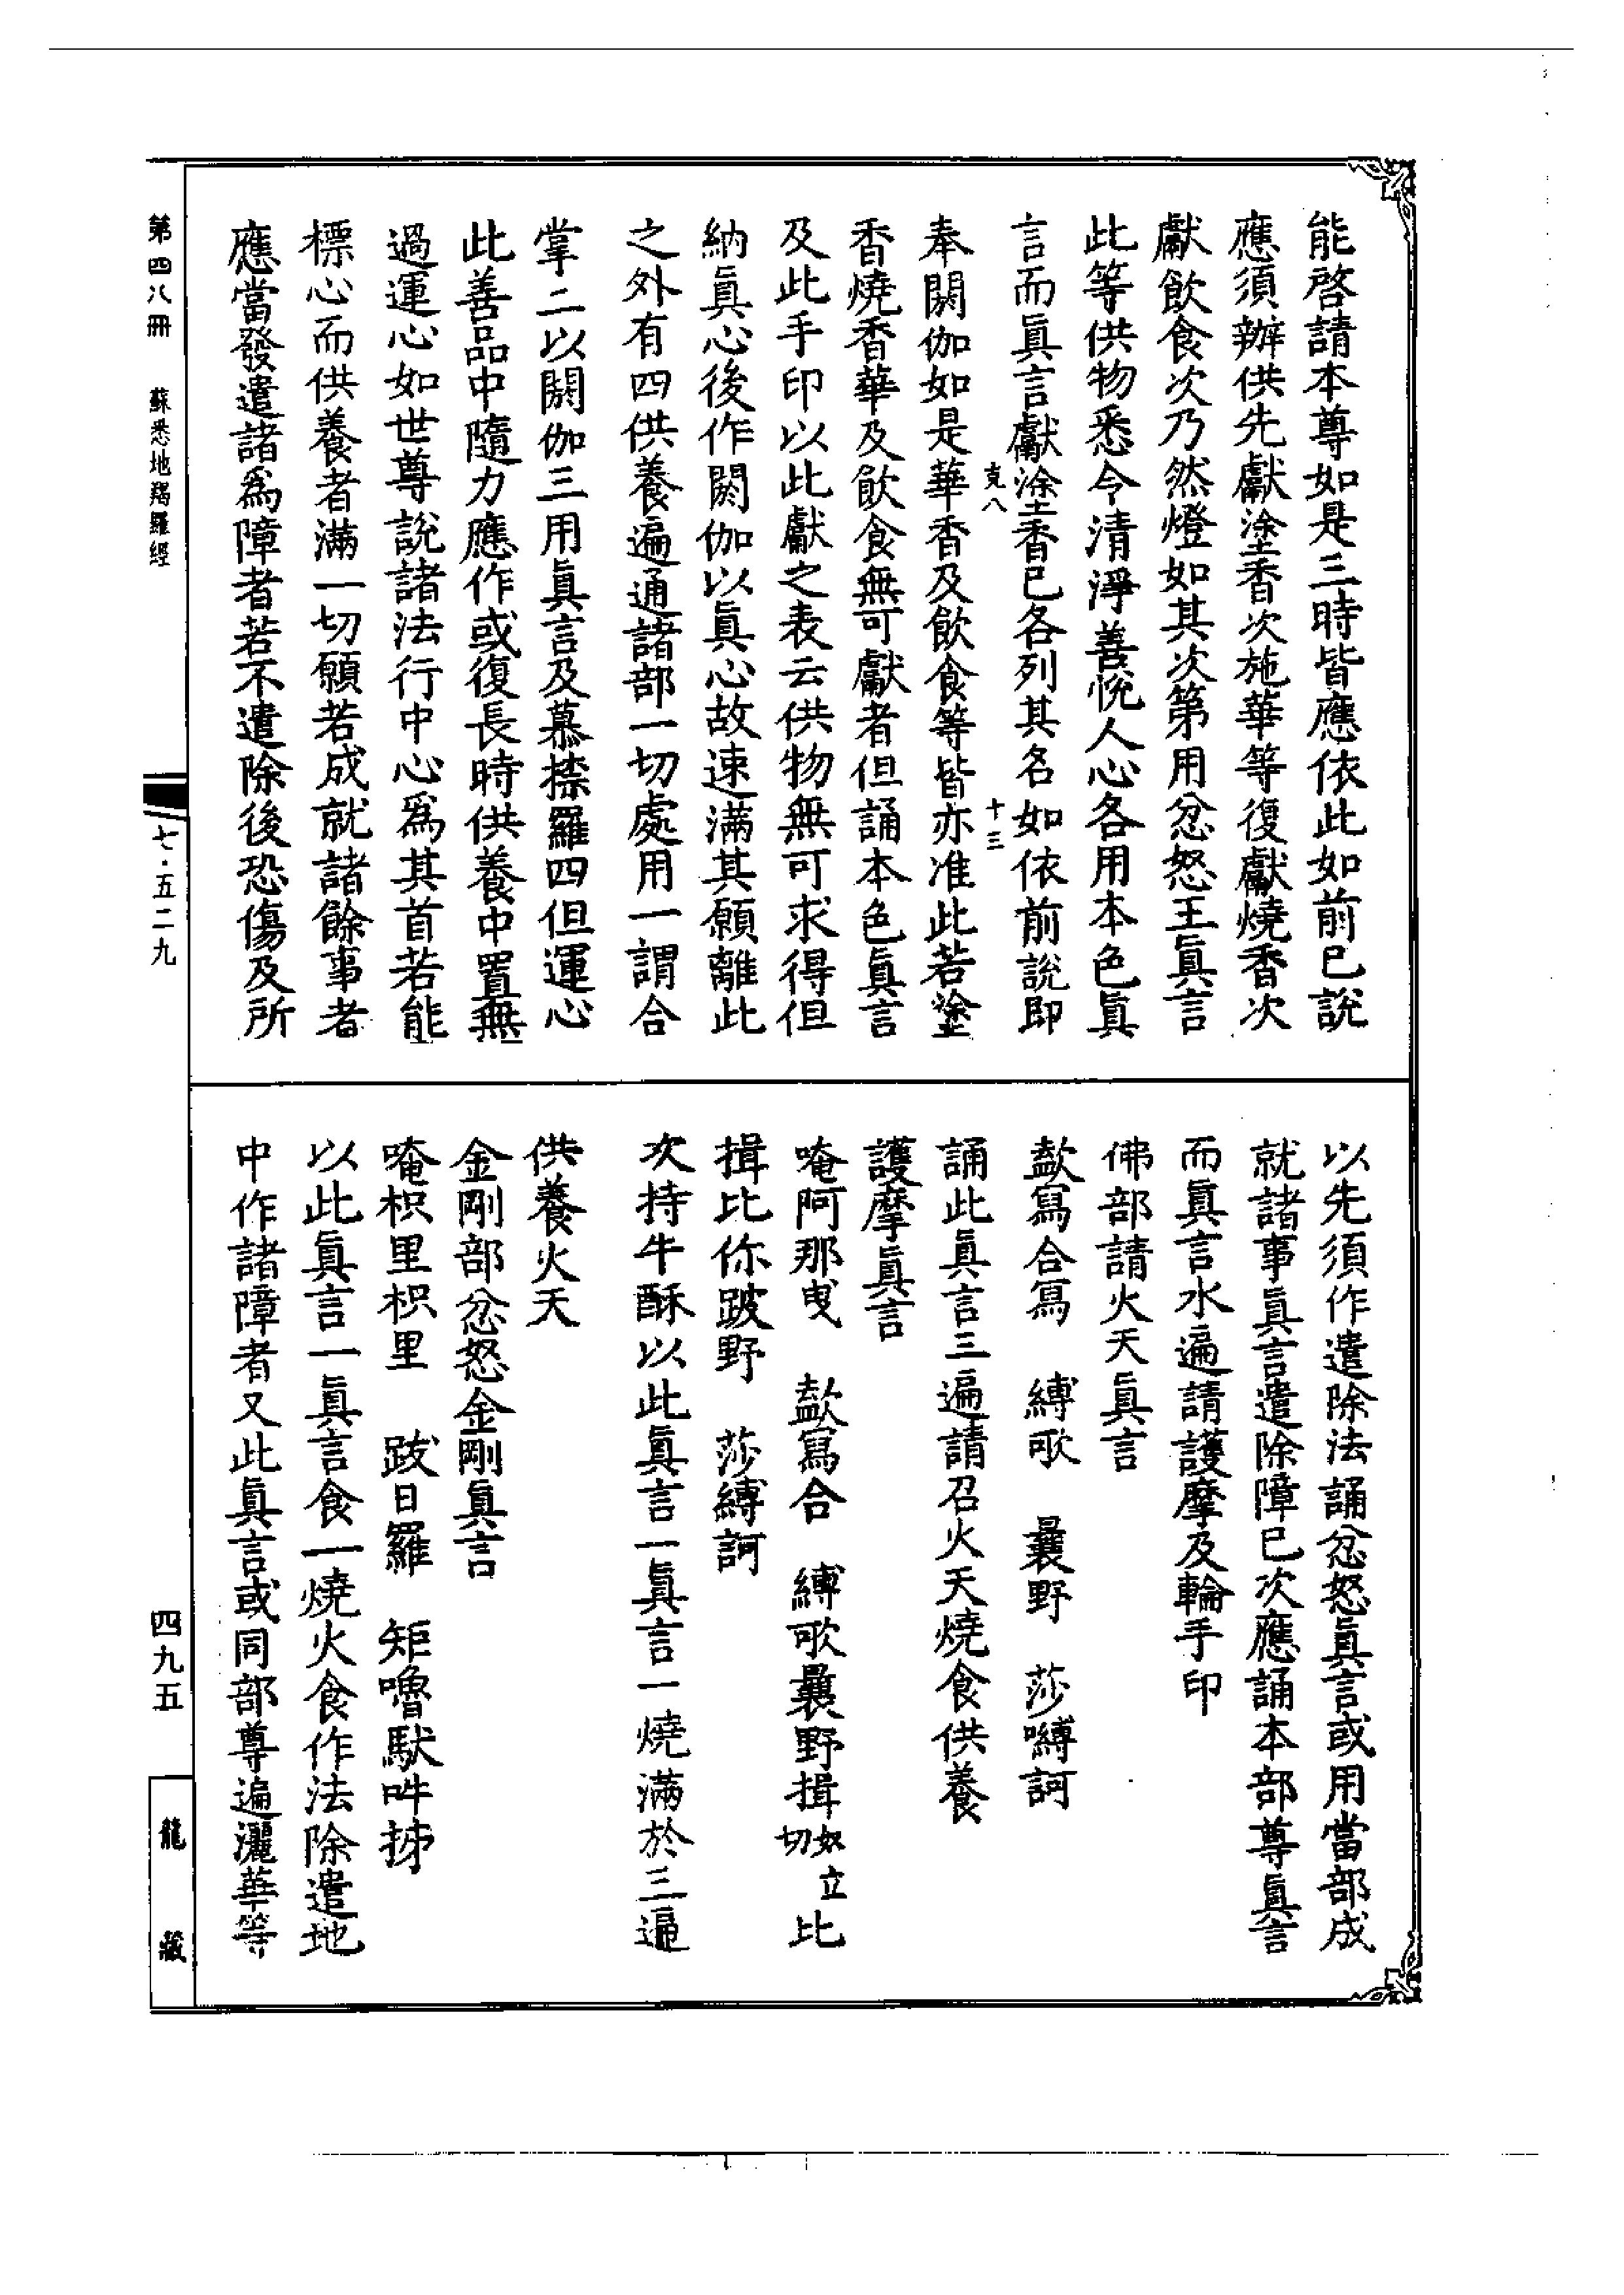 能啓請本尊如是三時皆應依此如前已說
應須辦供先獻塗香次施華等復獻燒香次
獻飲食次乃然燈如其次第用忿怒王眞言
此等供物悉令清淨善悅人心各用本色眞
言而眞言獻塗香已各列其名如依前說即
克八 十三
奉閼伽如是華香及飲食等皆亦准此若塗
香燒香華及飲食無可獻者但誦本色眞言
及此手印以此獻之表云供物無可求得但
納眞心後作閼伽以眞心故速滿其願離此
之外有四供養遍通諸部一切處用一謂合
掌二以閼伽三用眞言及慕捺羅四但運心
此善品中隨力應作或復長時供養中置無
過運心如世尊說諸法行中心爲其首若能
標心而供養者滿一切願若成就諸餘事者
應當發遣諸爲障者若不遣除後恐傷及所
以先須作遣除法誦忿怒眞言或用當部成
就諸事眞言遣除障已次應誦本部尊眞言
而眞言水遍請護摩及輪手印
佛部請火天眞言
歕寫合寫 縛歌 曩野 莎嚩訶
誦此眞言三遍請召火天燒食供養
護摩眞言
唵阿那曳 歕寫合 縛歌曩野揖如立切比
揖比你跛野 莎縛訶
次持牛酥以此眞言一眞言一燒滿於三遍
供養火天
金剛部忿怒金剛眞言
唵枳里枳里 跋日羅 矩嚕馱吽𢱢
以此眞言一眞言食一燒火食作法除遣地
中作諸障者又此眞言或同部尊遍灑華等
第四八冊 蘇悉地羯羅經
七·五二九
四九五
龍藏